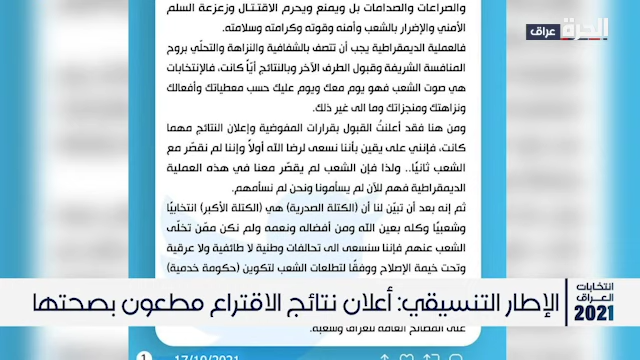 والصراعات والصدامات بل ويمنع ويحرم الاقتـتـال وزعزعة السلم
الأمني والإضرار بالشعب وأمنه وقوته وكرامته وسلامته.
فالعملية الديمقراطية يجب أن تتصف بالشفافية والنزاهة والتحلّي بروح
المنافسة الشريفة وقبول الطرف الآخر وبالنتائج أيّاً كانت، فالإنتخابات
هي صوت الشعب فهو يوم معك ويوم عليك حسب معطياتك وأفعالك
ونزاهتك ومنجزاتك وما الى غير ذلك.
ومن هنا فقد أعلنتُ القبول بقرارات المفوضية وإعلان النتائج مهما
كانت، فإنني على يقين بأننا نسعى لرضا الله أولاً وإننا لم نقصّر مع
الشعب ثانيًا.. ولذا فإن الشعب لم يقصّر معنا في هذه العملية
الديمقراطية فهم للآن لم يسأمونا ونحن لم نسأمهم.
ثم إنه بعد أن تبيّن لنا أن (الكتلة الصدرية) هي (الكتلة الأكبر) انتخابيًا
وشعبيًا وكله بعين الله ومن أفضاله ونعمه ولم نكن ممّن تخلّى
الشعب عنهم فإننا سنسعى الى تحالفات وطنية لا طائفية ولا عرقية
وتحت خيمة الإصلاح ووفقًا لتطلعات الشعب لتكوين (حكومة خدمية)
الحرة عراق
انتخابات
العراق
2021
الإطار التنسيقي: أعلان نتائج الاقتراع مطعون بصحتها
على المصالح العامة للعراق وشعبه.
1
17/10/2021